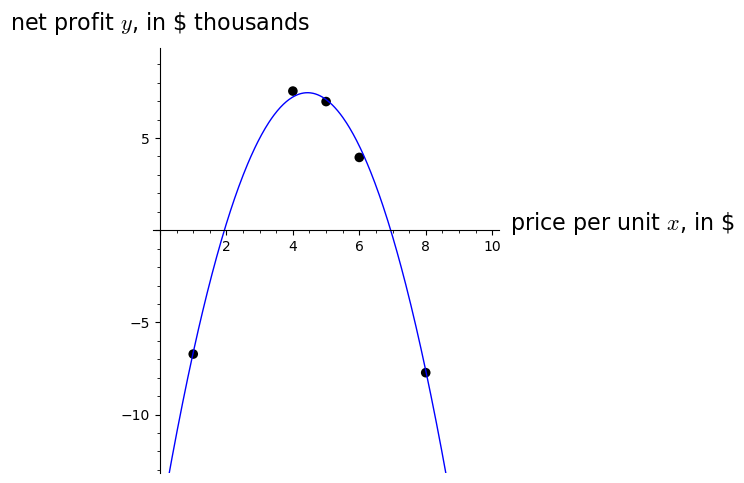 net profit y, in $ thousands
5
price per unit x, in $
2 4 6 8 10
−5
−10